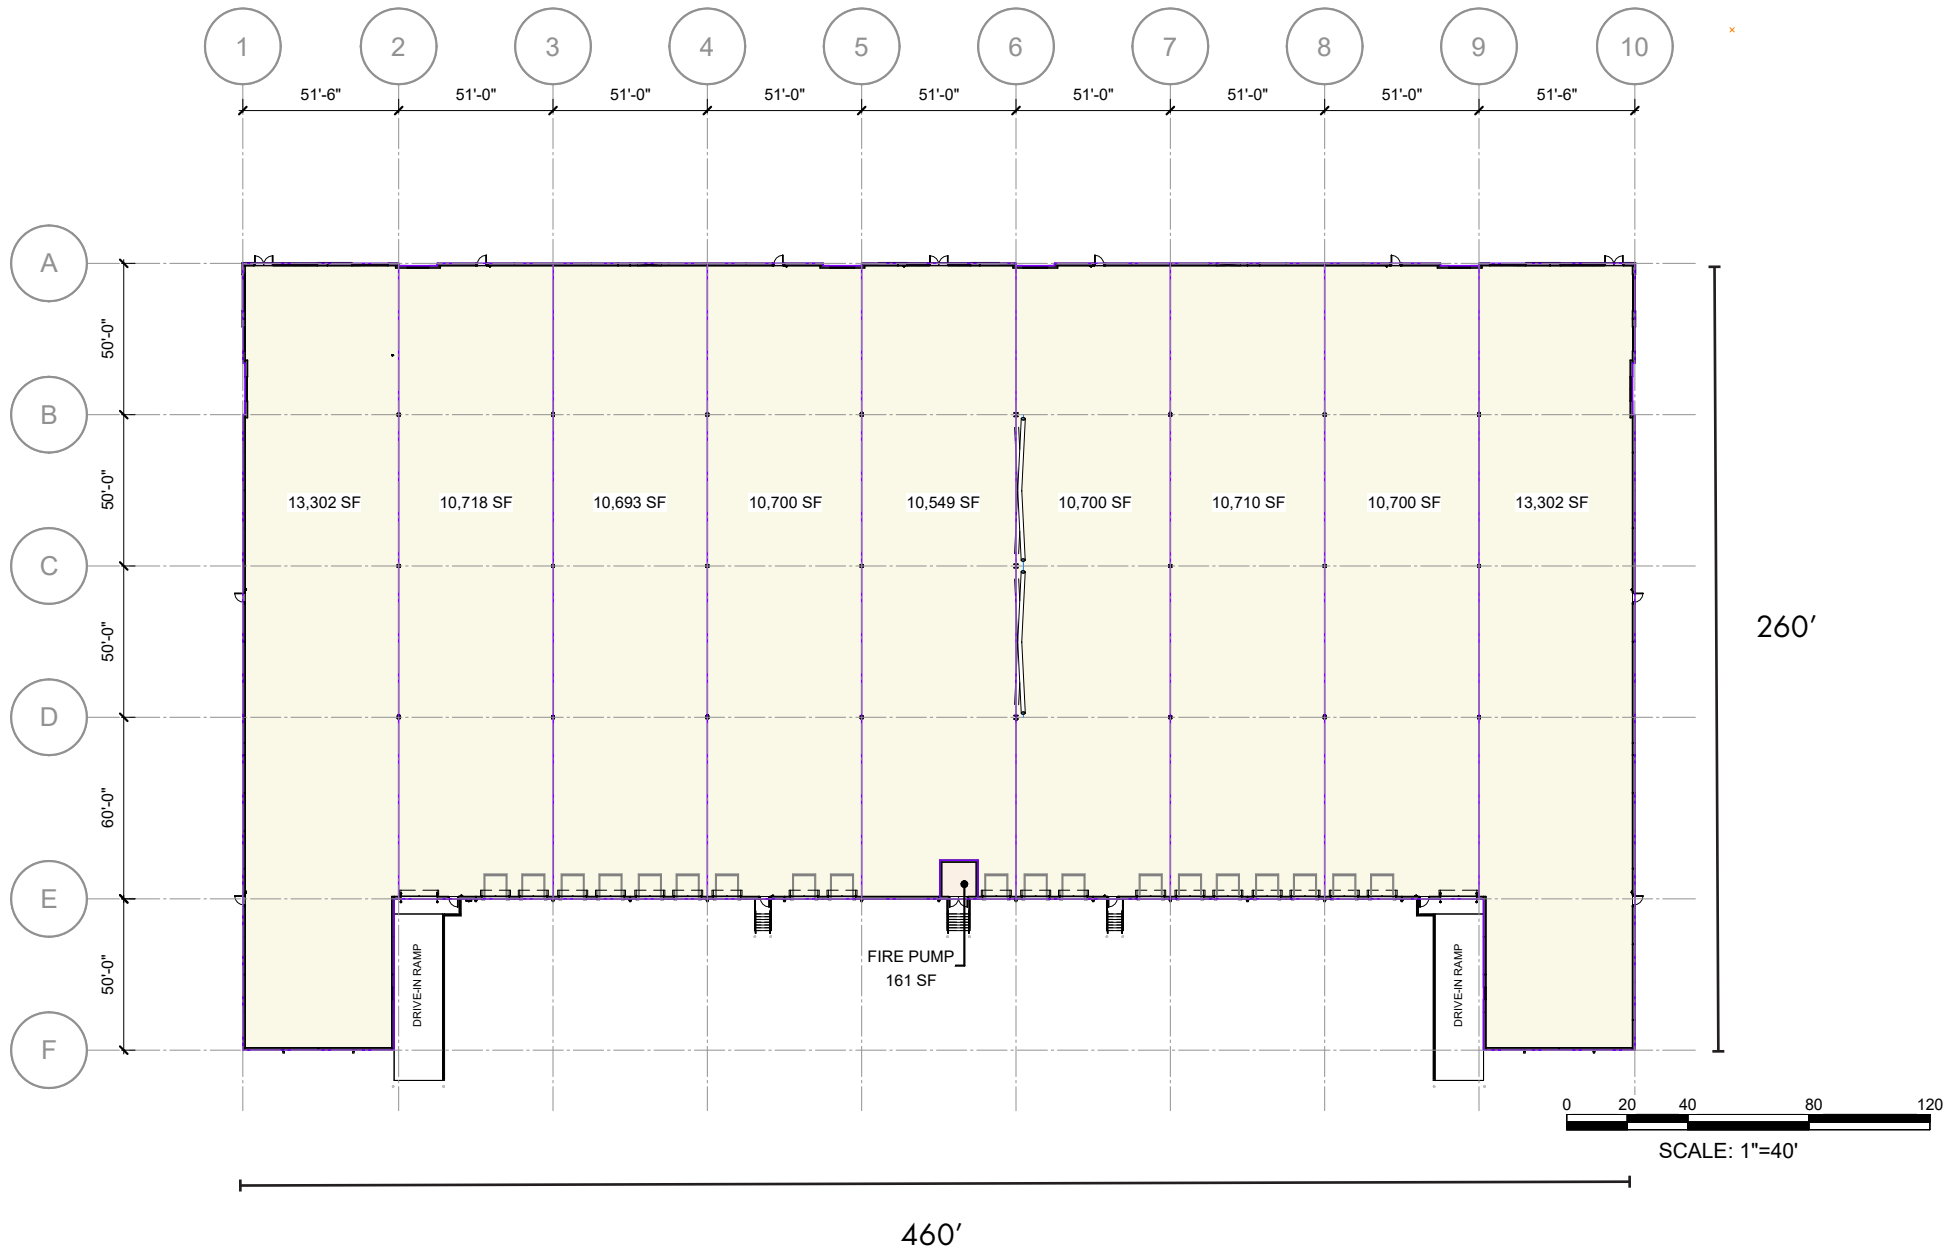 1 2 3 4 5 6 7 8 9 10
51'-6" 51'-0" 51'-0" 51'-0" 51'-0" 51'-0" 51'-0" 51'-0" 51'-6"
A
50'-0"
B
50'-0"
13,302 SF 10,718 SF 10,693 SF 10,700 SF 10,549 SF 10,700 SF 10,710 SF 10,700 SF 13,302 SF
C
50'-0"
260'
D
60'-0"
E
50'-0"
DRIVE-IN RAMP
FIRE PUMP
161 SF
DRIVE-IN RAMP
F
0 20 40 80 120
SCALE: 1"=40'
460'